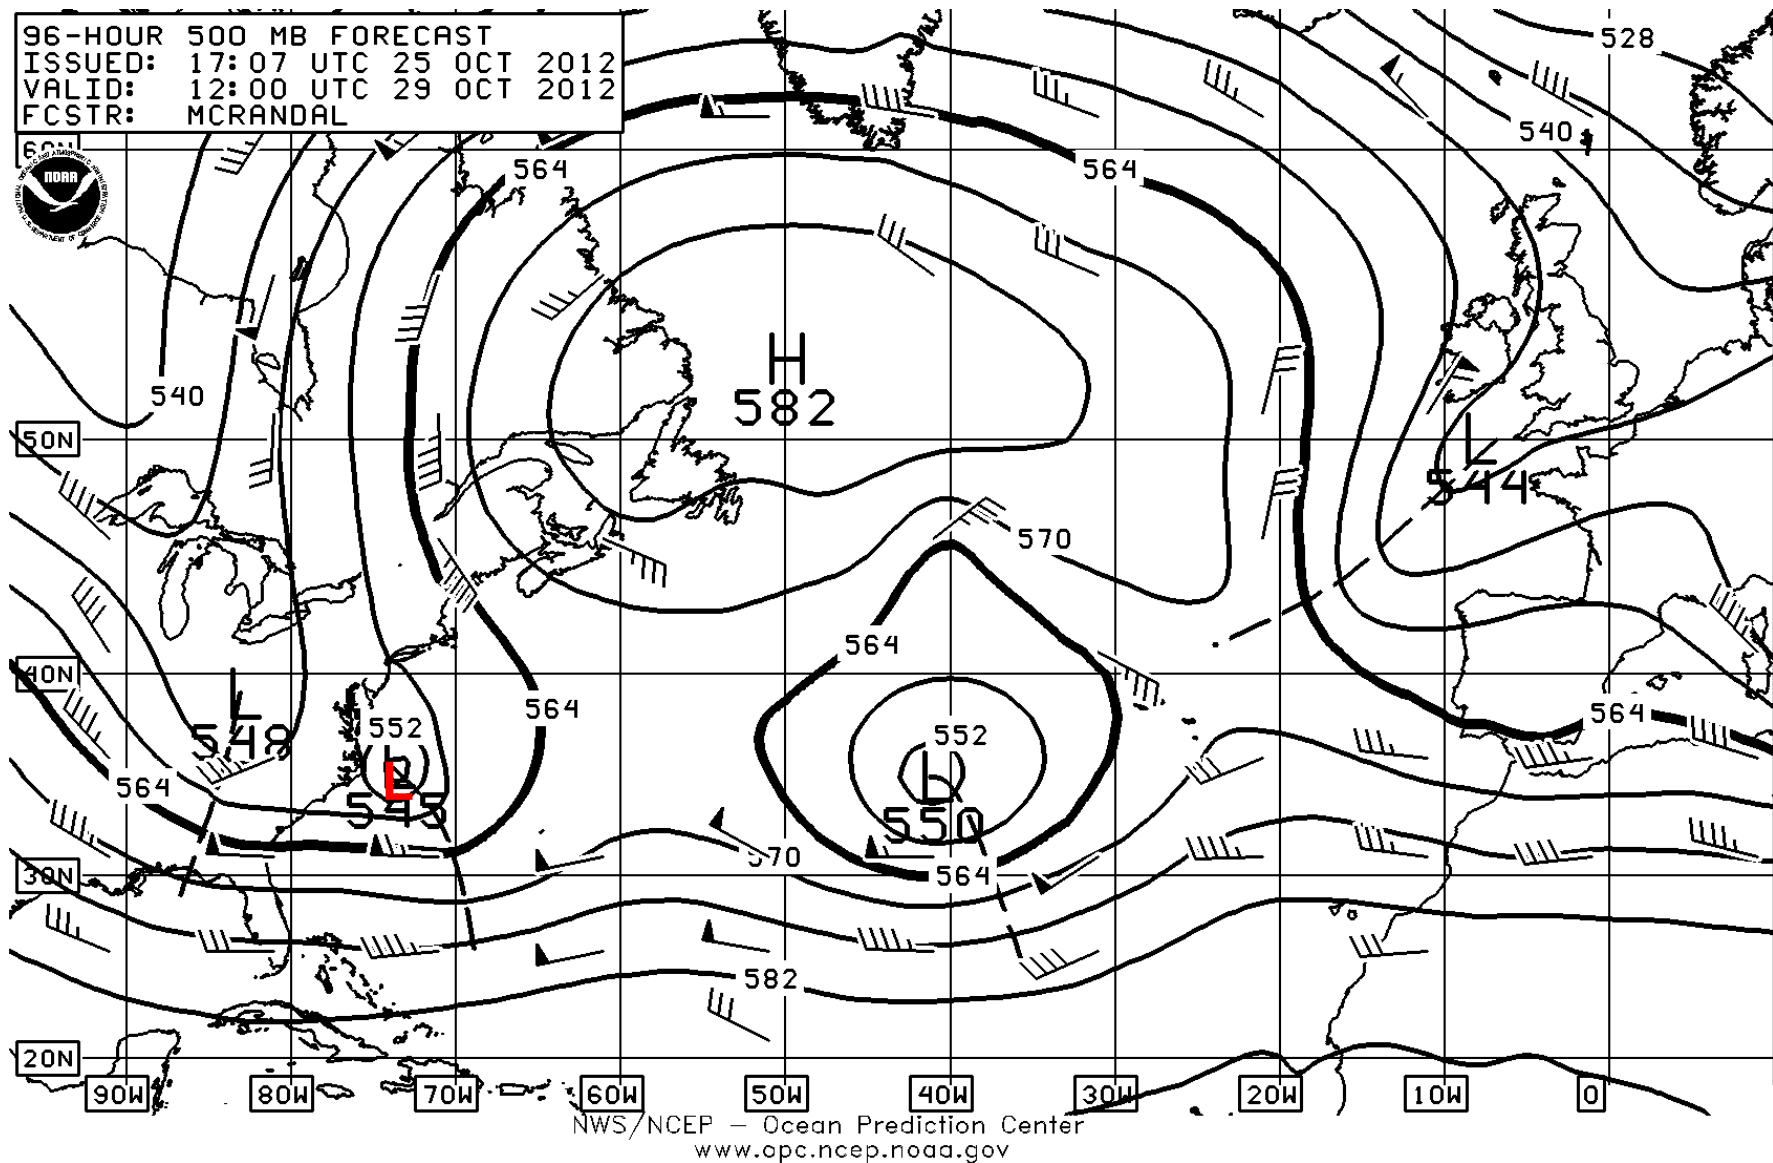 96-HOUR 500 MB FORECAST
ISSUED: 17:07 UTC 25 OCT 2012
VALID: 12:00 UTC 29 OCT 2012
FCSTR: MCRANDAL
528
540
60N
564
564
NOAA
H
582
540
50N
L
544
570
564
L
548
40N
564
564
552
L
L
545
552
L
550
564
570
564
30N
582
20N
90W 80W 70W 60W 50W 40W 30W 20W 10W 0
NWS/NCEP – Ocean Prediction Center
www.opc.ncep.noaa.gov